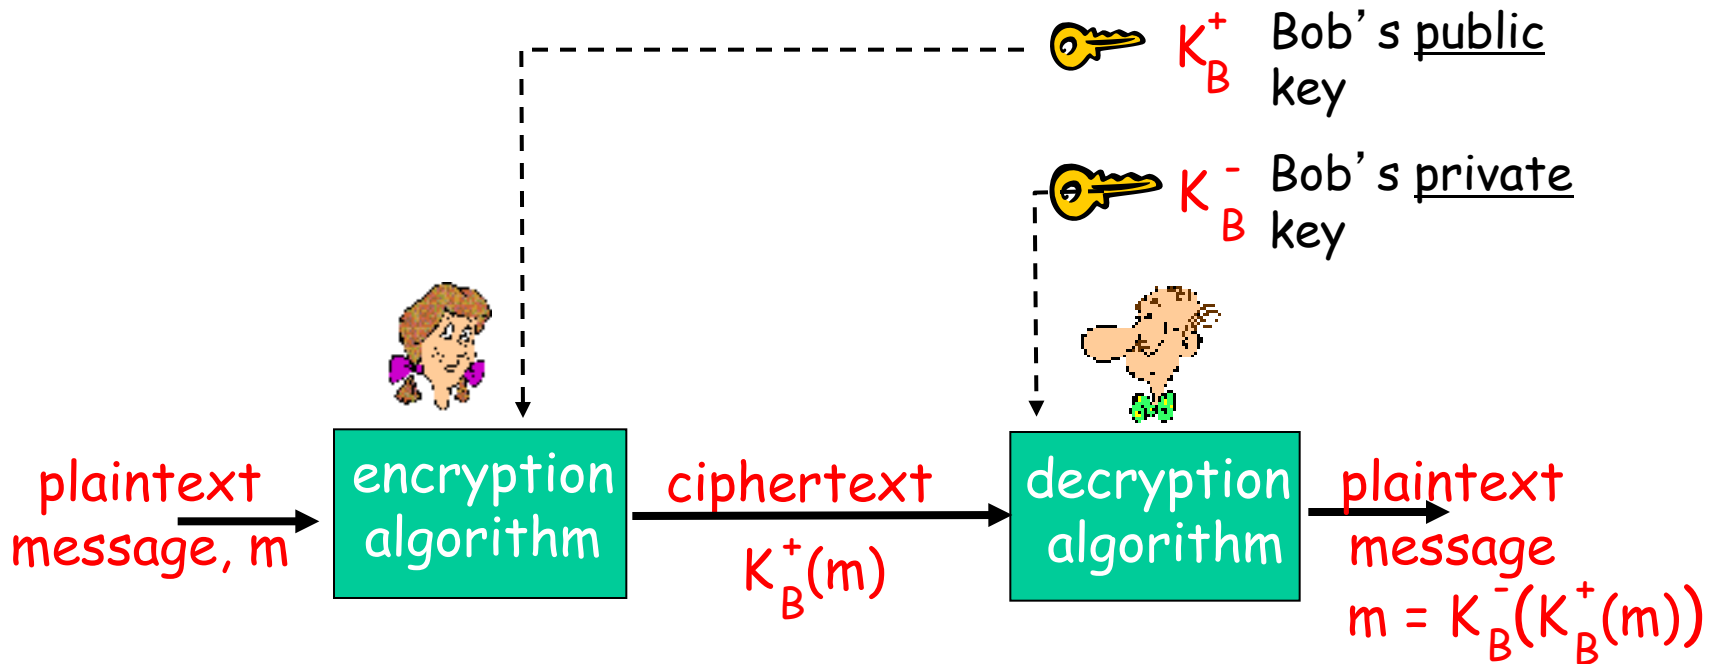 K_B^+ Bob's public
key
K_B^- Bob's private
key
plaintext
message, m
encryption
algorithm
ciphertext
K_B^+(m)
decryption
algorithm
plaintext
message
m = K_B^-(K_B^+(m))